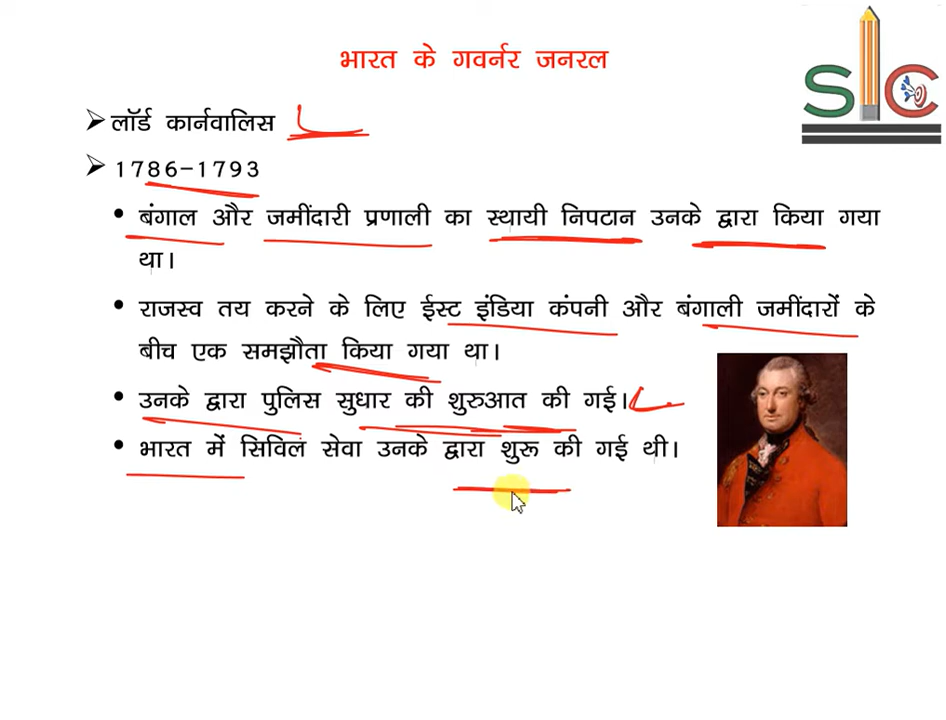 भारत के गवर्नर जनरल
SIC
➢ लॉर्ड कार्नवालिस
➢ 1786-1793
• बंगाल और जमींदारी प्रणाली का स्थायी निपटान उनके द्वारा किया गया
था।
• राजस्व तय करने के लिए ईस्ट इंडिया कंपनी और बंगाली जमींदारों के
बीच एक समझौता किया गया था।
• उनके द्वारा पुलिस सुधार की शुरुआत की गई।
• भारत में सिविल सेवा उनके द्वारा शुरू की गई थी।